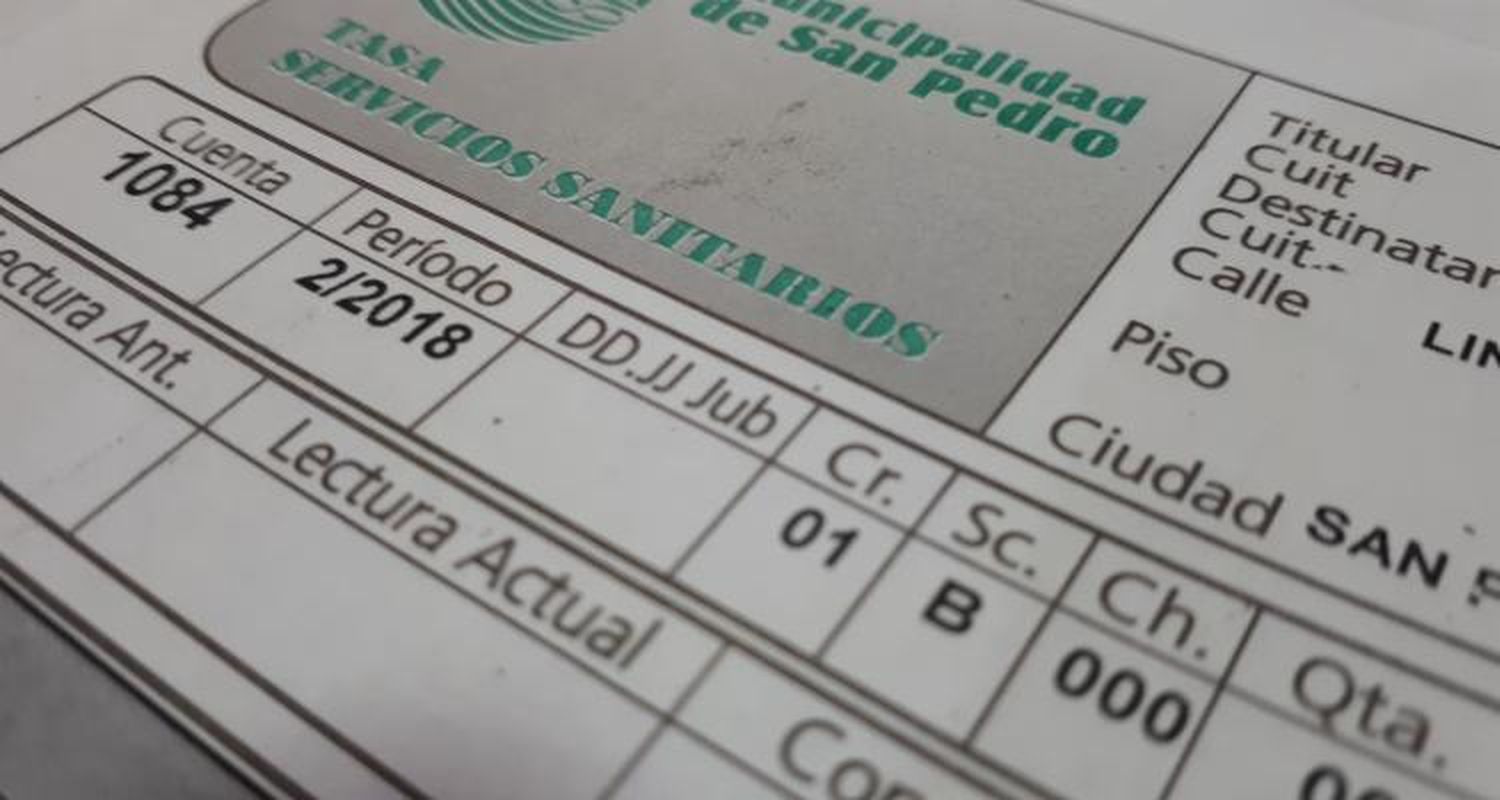 Municipalidad
de San Pedro
TASA
SERVICIOS SANITARIOS
Titular
Cuit
Cuit.-
Calle
Piso
Ciudad SAN
Cuenta Período DD.JJ Jub Cr. Sc. Ch. Qta.
1084 2/2018 01 B 000
Lectura Ant. Lectura Actual